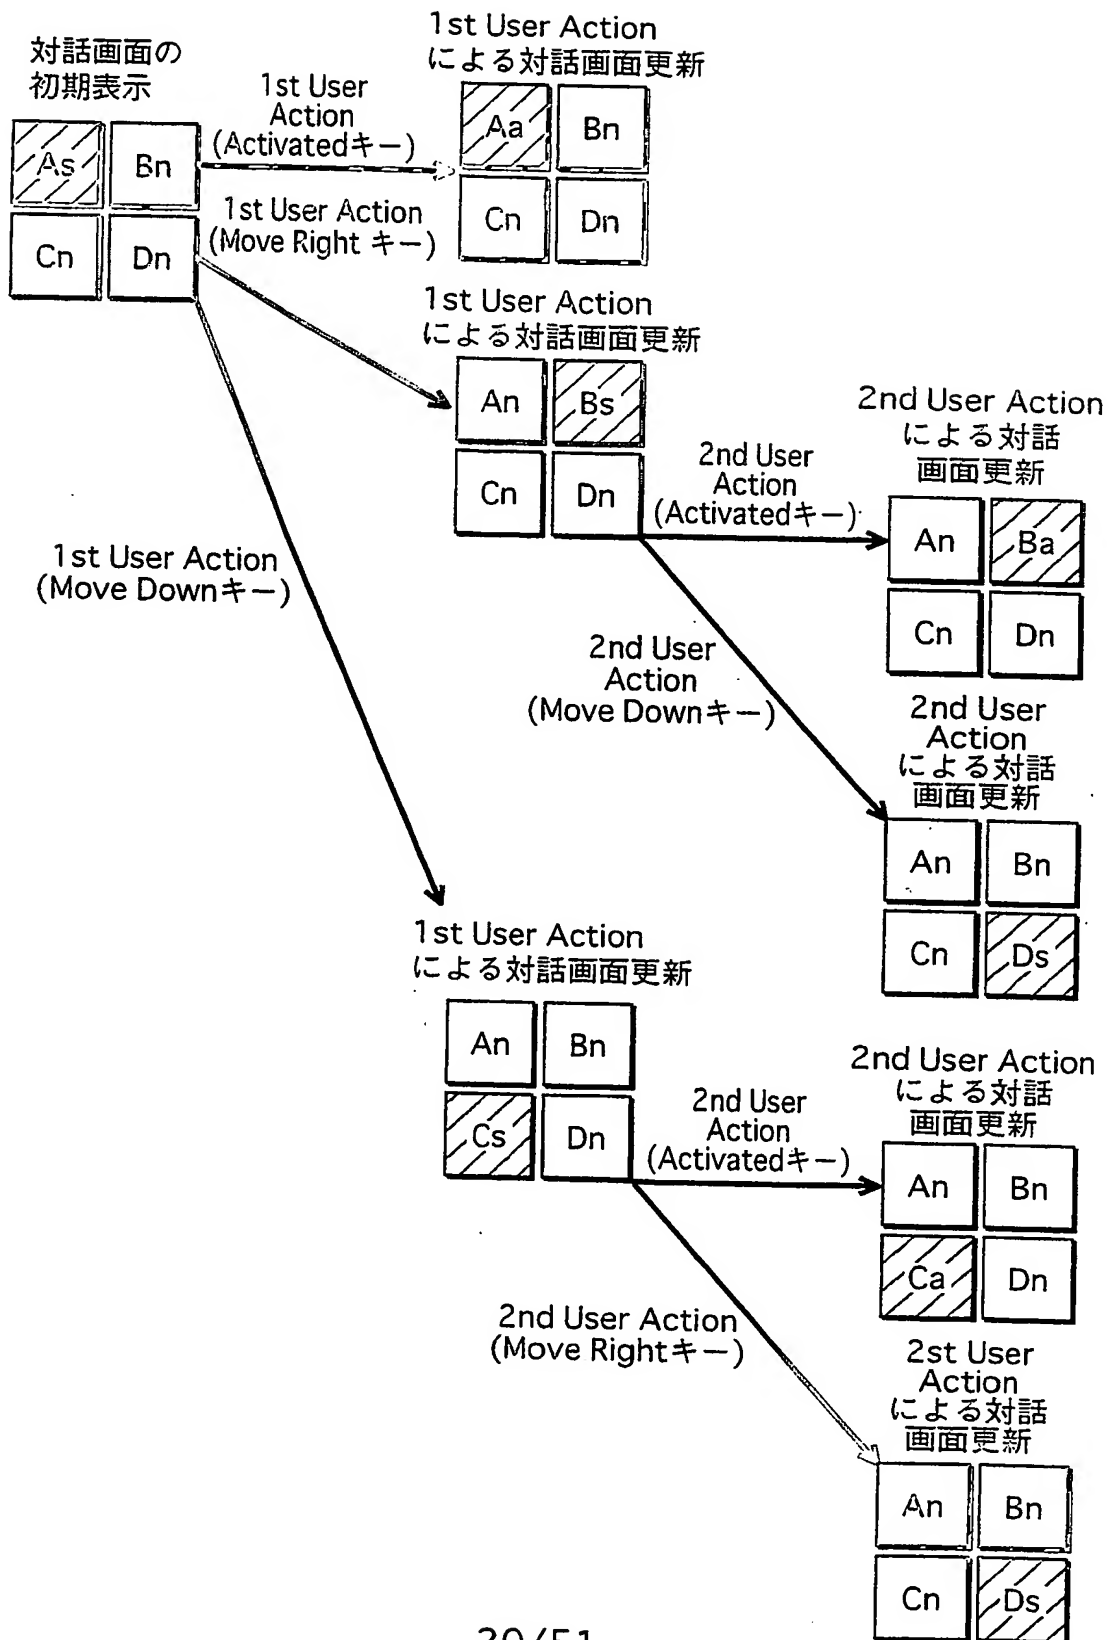 対話画面の
初期表示
As
Bn
Cn
Dn
1st User
Action
(Activatedキー)
1st User Action
による対話画面更新
Aa
Bn
Cn
Dn
1st User Action
(Move Right キー)
1st User Action
による対話画面更新
An
Bs
Cn
Dn
2nd User
Action
(Activatedキー)
2nd User Action
による対話
画面更新
An
Ba
Cn
Dn
2nd User
Action
(Move Downキー)
2nd User
Action
による対話
画面更新
An
Bn
Cn
Ds
1st User Action
(Move Downキー)
1st User Action
による対話画面更新
An
Bn
Cs
Dn
2nd User
Action
(Activatedキー)
2nd User Action
による対話
画面更新
An
Bn
Ca
Dn
2nd User Action
(Move Rightキー)
2st User
Action
による対話
画面更新
An
Bn
Cn
Ds